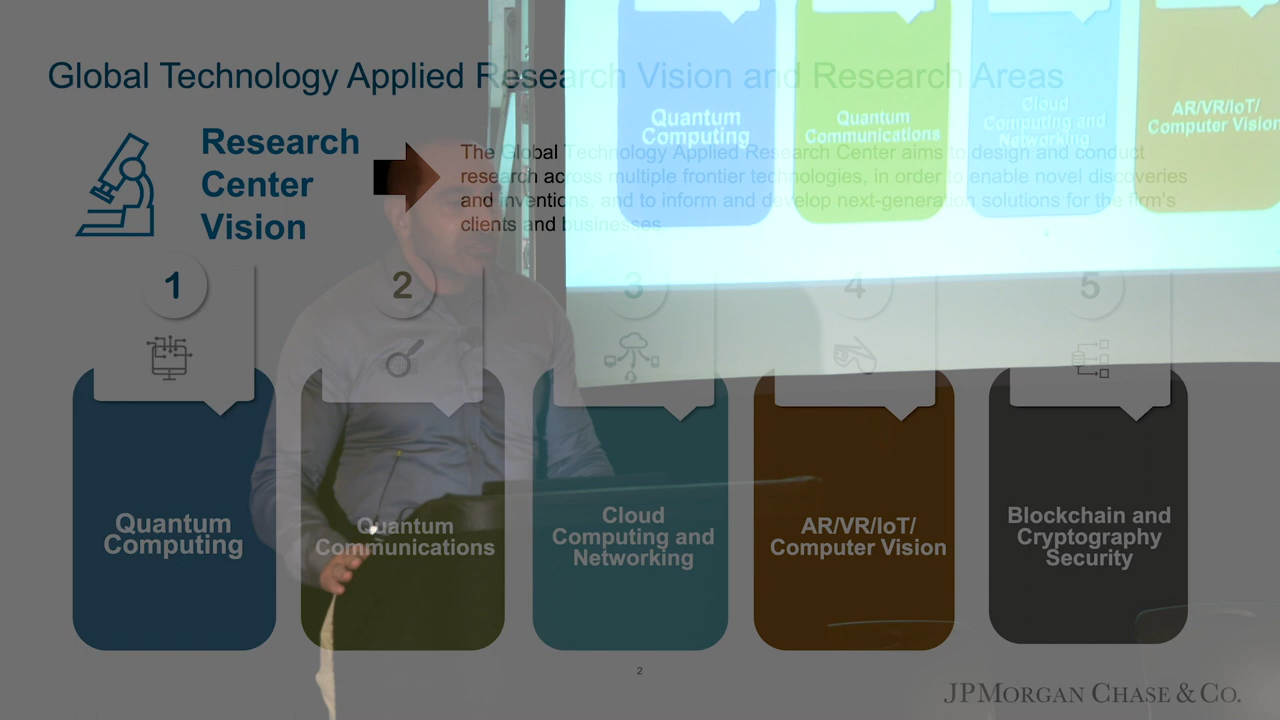 Global Technology Applied Research Vision and Research Areas
Research
Center
Vision
The Global Technology Applied Research Center aims to design and conduct
research across multiple frontier technologies, in order to enable novel discoveries
and inventions, and to inform and develop next-generation solutions for the firm's
clients and businesses
1
2
3
4
5
Quantum
Computing
Quantum
Communications
Cloud
Computing and
Networking
AR/VR/IoT/
Computer Vision
Blockchain and
Cryptography
Security
Quantum
Computing
Quantum
Communications
Cloud
Computing and
Networking
AR/VR/IoT/
Computer Vision
2
JPMORGAN CHASE & CO.